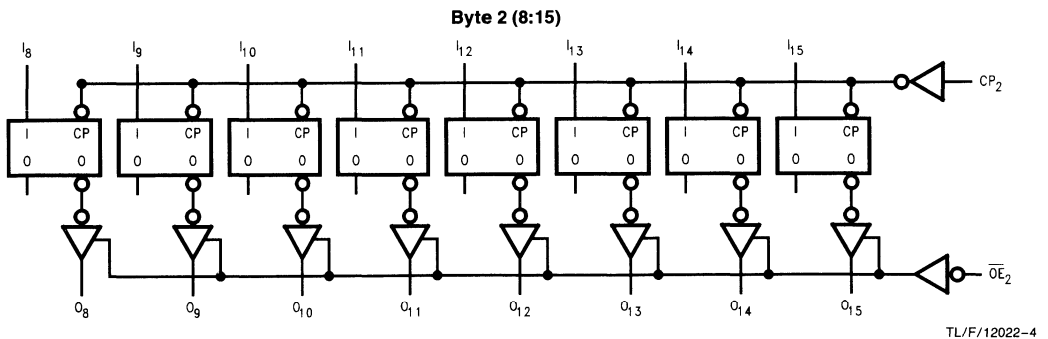 Byte 2 (8:15)
I8 I9 I10 I11 I12 I13 I14 I15
CP2
I CP I CP I CP I CP I CP I CP I CP I CP
O O O O O O O O O O O O O O O O
OE2
O8 O9 O10 O11 O12 O13 O14 O15
TL/F/12022-4